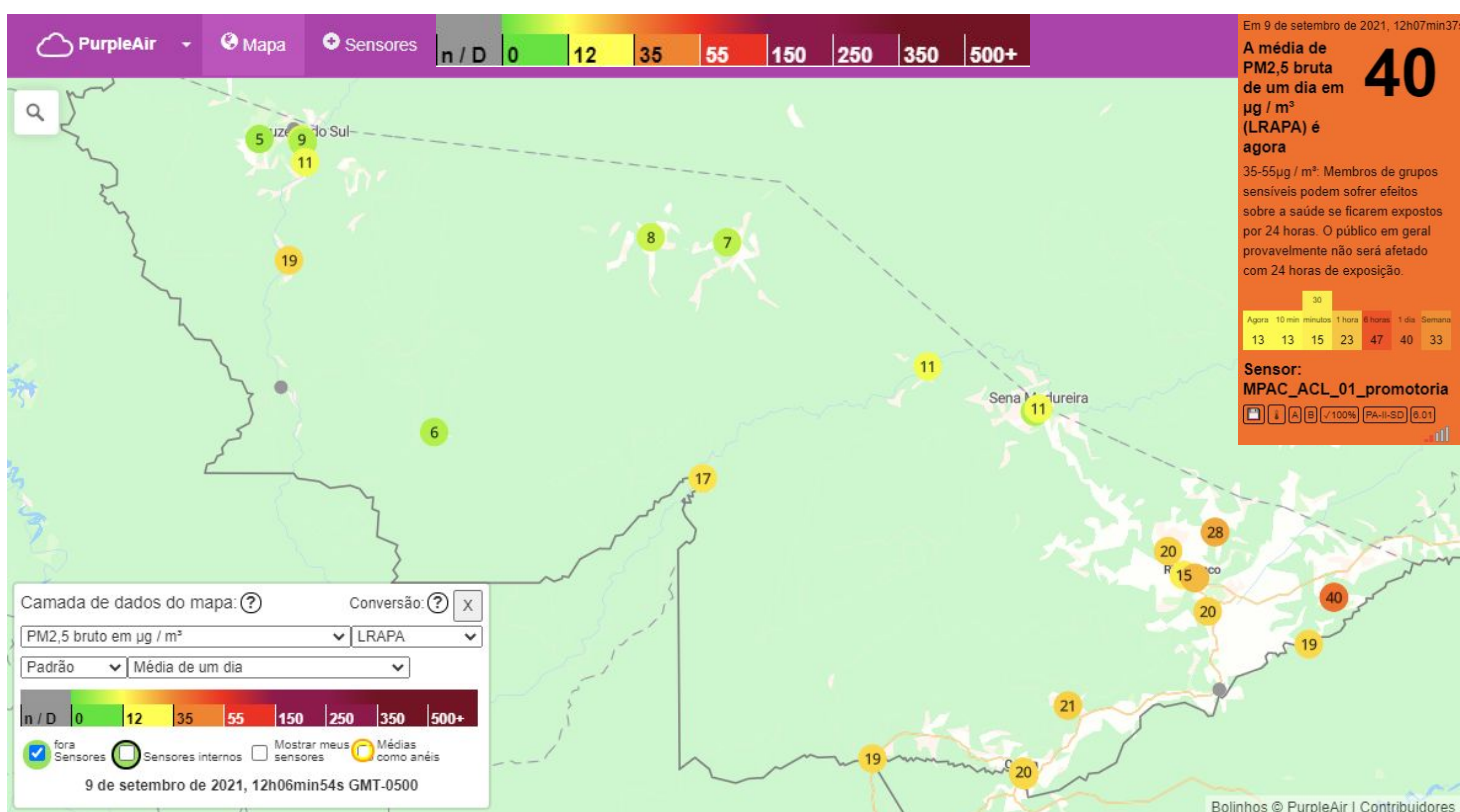 PurpleAir
Mapa
Sensores
n / D 0 12 35 55 150 250 350 500+
Em 9 de setembro de 2021, 12h07min37s
A média de
PM2,5 bruta
de um dia em
µg / m³
(LRAPA) é
agora
40
35-55µg / m³: Membros de grupos
sensíveis podem sofrer efeitos
sobre a saúde se ficarem expostos
por 24 horas. O público em geral
provavelmente não será afetado
com 24 horas de exposição.
30
Agora 10 min minutos 1 hora 6 horas 1 dia Semana
13 13 15 23 47 40 33
Sensor:
MPAC_ACL_01_promotoria
A B √100% PA-II-SD 6.01
do Sul
5 9
11
8
7
19
11
Sena Madureira
11
6
17
28
20
15
40
20
19
21
19
20
Camada de dados do mapa: ? Conversão: ? X
PM2,5 bruto em µg / m³ LRAPA
Padrão Média de um dia
n / D 0 12 35 55 150 250 350 500+
fora
Sensores
Sensores internos
Mostrar meus
sensores
Médias
como anéis
9 de setembro de 2021, 12h06min54s GMT-0500
Bolinhos © PurpleAir | Contribuidores